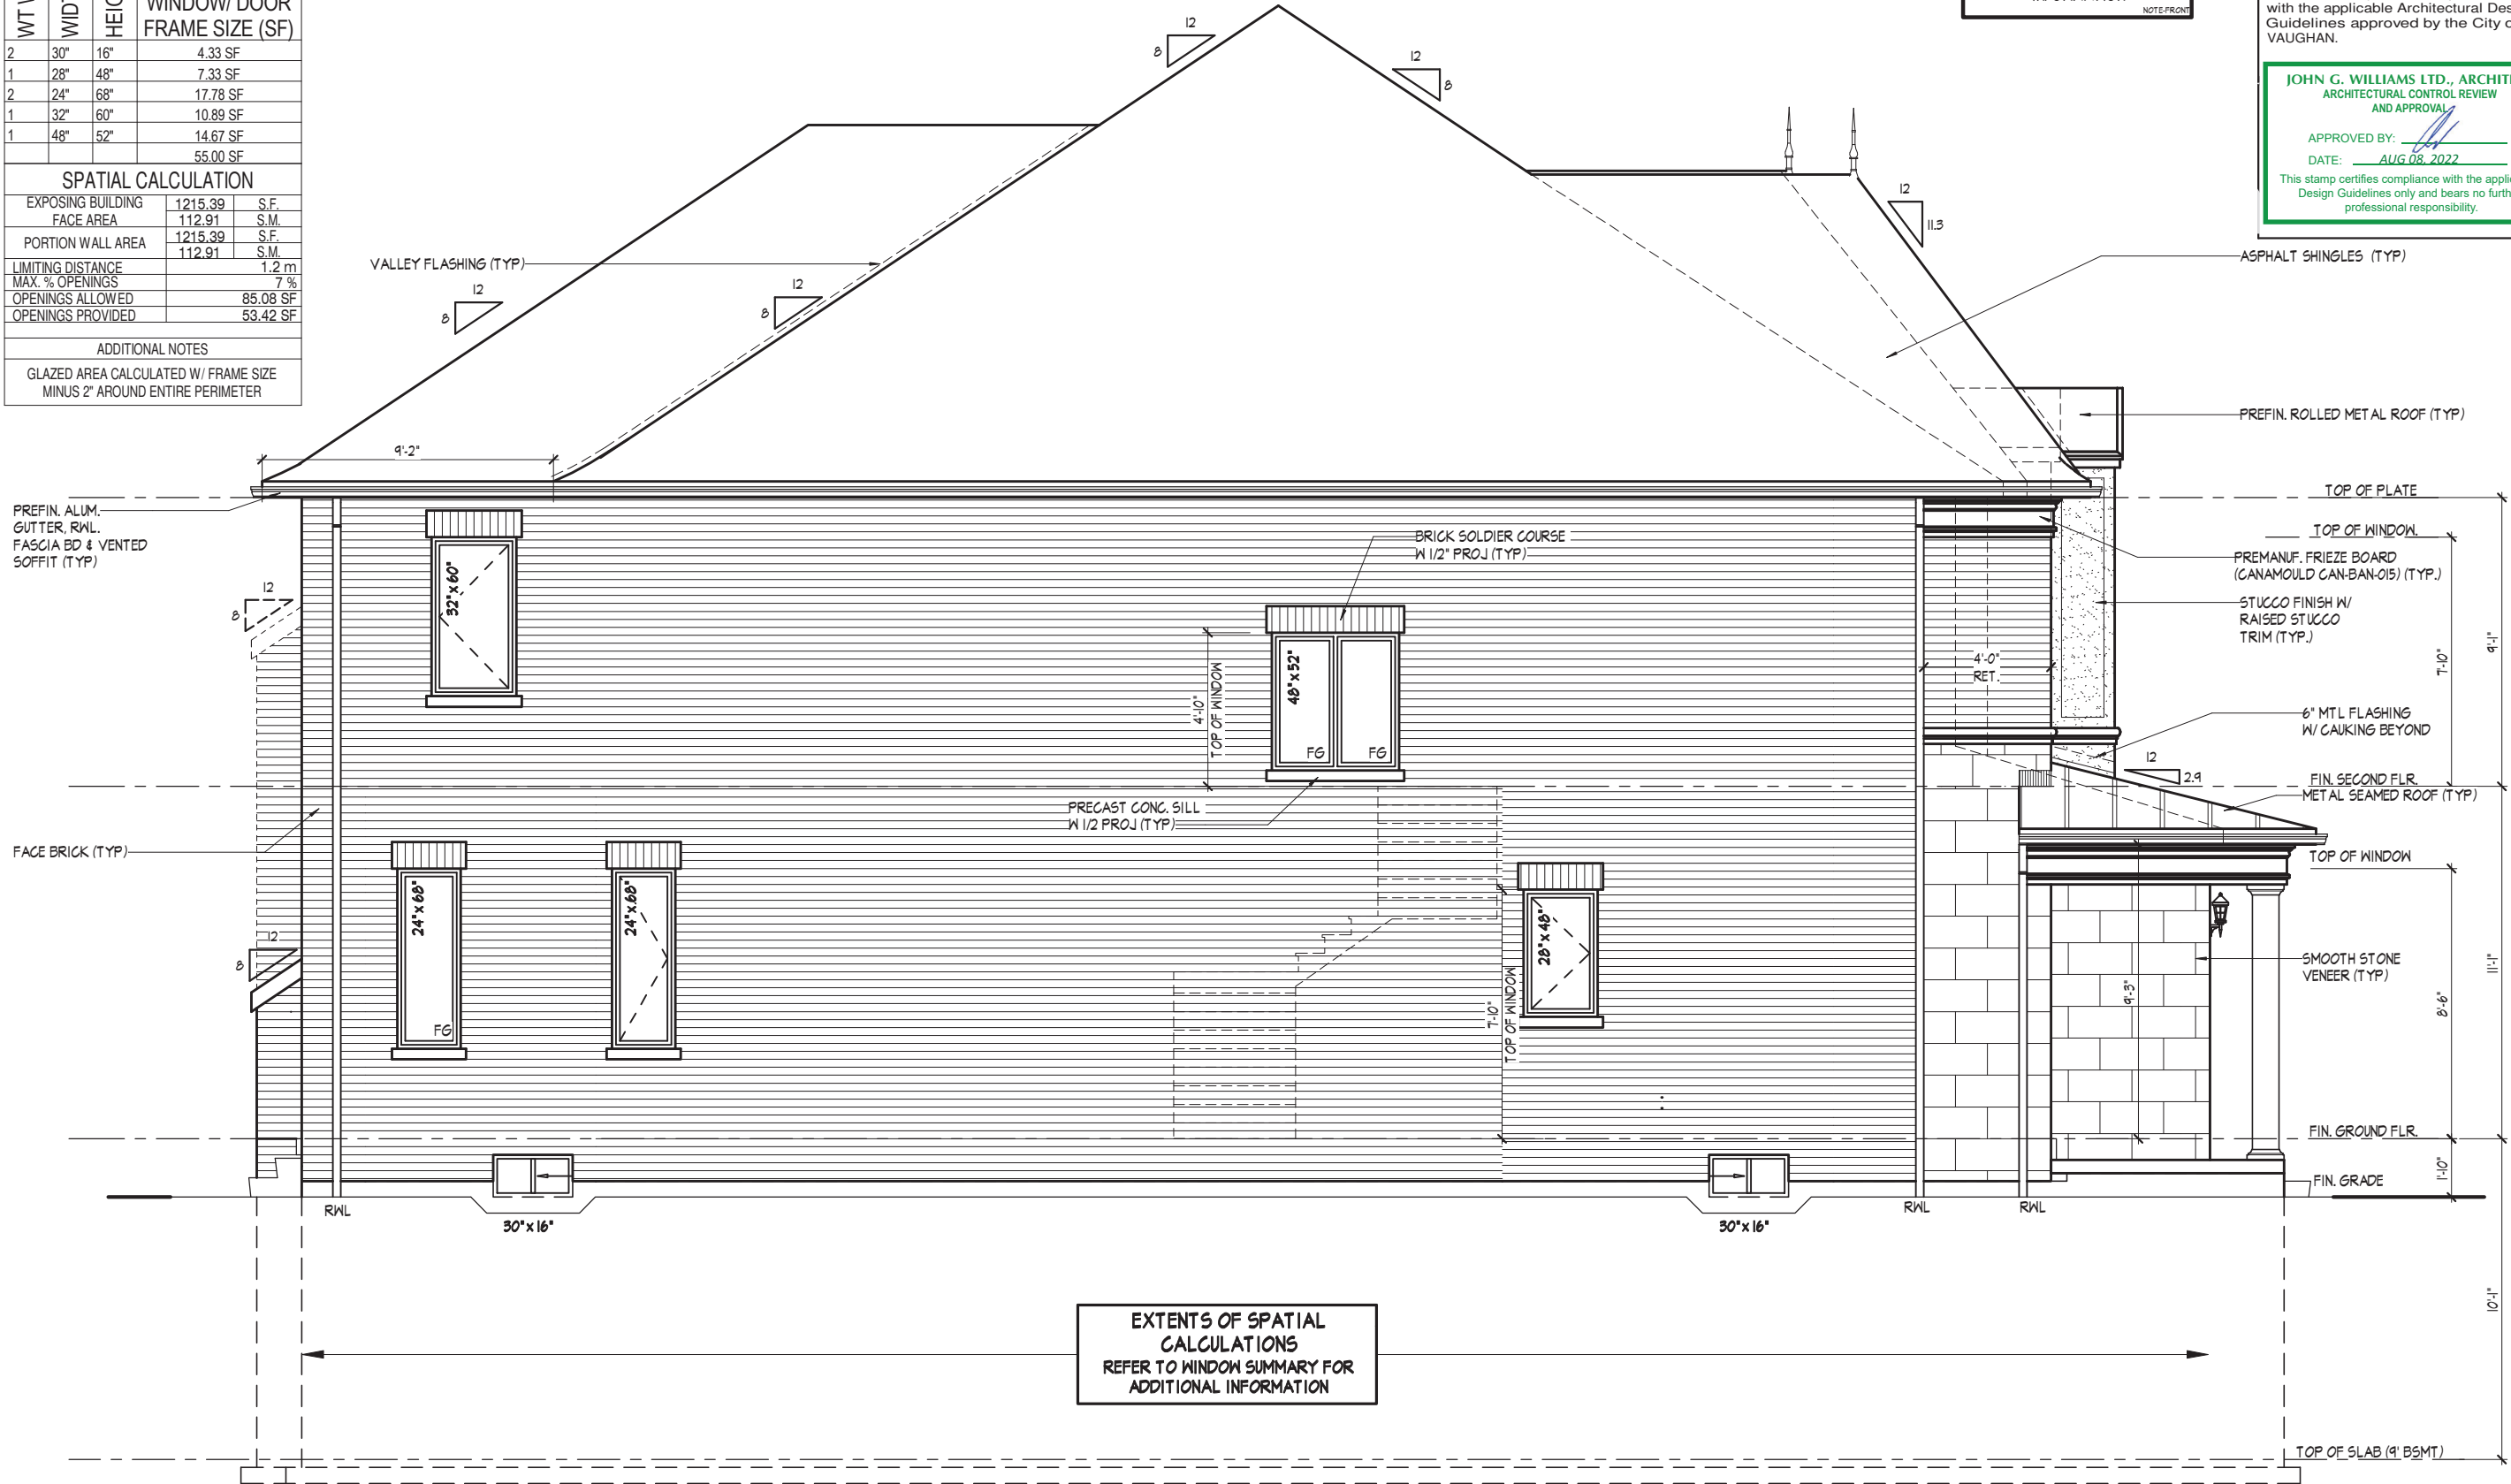 WINDOW/ DOOR
FRAME SIZE (SF)
2 30" 16" 4.33 SF
1 28" 48" 7.33 SF
2 24" 68" 17.78 SF
1 32" 60" 10.89 SF
1 48" 52" 14.67 SF
55.00 SF
SPATIAL CALCULATION
EXPOSING BUILDING FACE AREA 1215.39 S.F.
112.91 S.M.
PORTION WALL AREA 1215.39 S.F.
112.91 S.M.
LIMITING DISTANCE 1.2 m
MAX. % OPENINGS 7 %
OPENINGS ALLOWED 85.08 SF
OPENINGS PROVIDED 53.42 SF
ADDITIONAL NOTES
GLAZED AREA CALCULATED W/ FRAME SIZE
MINUS 2" AROUND ENTIRE PERIMETER
NOTE-FRONT
with the applicable Architectural
Guidelines approved by the City
VAUGHAN.
JOHN G. WILLIAMS LTD.,
ARCHITECTURAL CONTROL REVIEW
AND APPROVAL
APPROVED BY:
DATE: AUG 08, 2022
This stamp certifies compliance with the
Design Guidelines only and bears no
professional responsibility.
12
8
12
8
12
11.3
12
8
12
8
VALLEY FLASHING (TYP)
ASPHALT SHINGLES (TYP)
PREFIN. ROLLED METAL ROOF (TYP)
9'-2"
PREFIN. ALUM.
GUTTER, RWL.
FASCIA BD & VENTED
SOFFIT (TYP)
TOP OF PLATE
TOP OF WINDOW.
PREMANUF. FRIEZE BOARD
(CANAMOULD CAN-BAN-015) (TYP.)
STUCCO FINISH W/
RAISED STUCCO
TRIM (TYP.)
BRICK SOLDIER COURSE
W 1/2" PROJ (TYP)
32"x60"
48"x52"
FG FG
4'-10"
TOP OF WINDOW
4'-0"
RET.
7'-10"
9'-1"
12
8
6" MTL FLASHING
W/ CAUKING BEYOND
12
2.9
FIN. SECOND FLR.
METAL SEAMED ROOF (TYP)
PRECAST CONC. SILL
W 1/2 PROJ (TYP)
FACE BRICK (TYP)
TOP OF WINDOW
24"x68"
FG
24"x68"
28"x48"
7'-10"
TOP OF WINDOW
12
8
SMOOTH STONE
VENEER (TYP)
9'-3"
8'-6"
11'-1"
FIN. GROUND FLR.
1'-10"
FIN. GRADE
RWL
30"x16"
30"x16"
RWL
RWL
10'-1"
EXTENTS OF SPATIAL
CALCULATIONS
REFER TO WINDOW SUMMARY FOR
ADDITIONAL INFORMATION
TOP OF SLAB (9' BSMT)